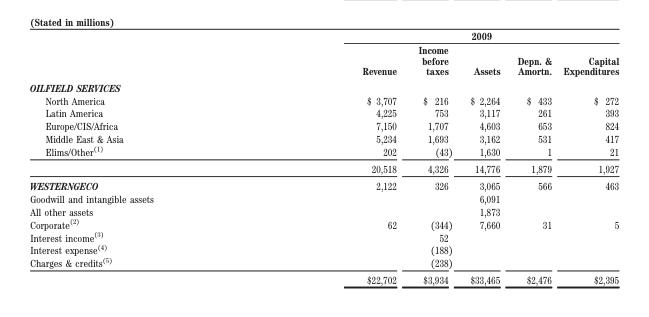 (Stated in millions)
2009
Income
before Depn. & Capital
Revenue taxes Assets Amortn. Expenditures
OILFIELD SERVICES
North America $ 3,707 $ 216 $ 2,264 $ 433 $ 272
Latin America 4,225 753 3,117 261 393
Europe/CIS/Africa 7,150 1,707 4,603 653 824
Middle East & Asia 5,234 1,693 3,162 531 417
Elims/Other(1) 202 (43) 1,630 1 21
20,518 4,326 14,776 1,879 1,927
WESTERNGECO 2,122 326 3,065 566 463
Goodwill and intangible assets 6,091
All other assets 1,873
Corporate(2) 62 (344) 7,660 31 5
Interest income(3) 52
Interest expense(4) (188)
Charges & credits(5) (238)
$22,702 $3,934 $33,465 $2,476 $2,395